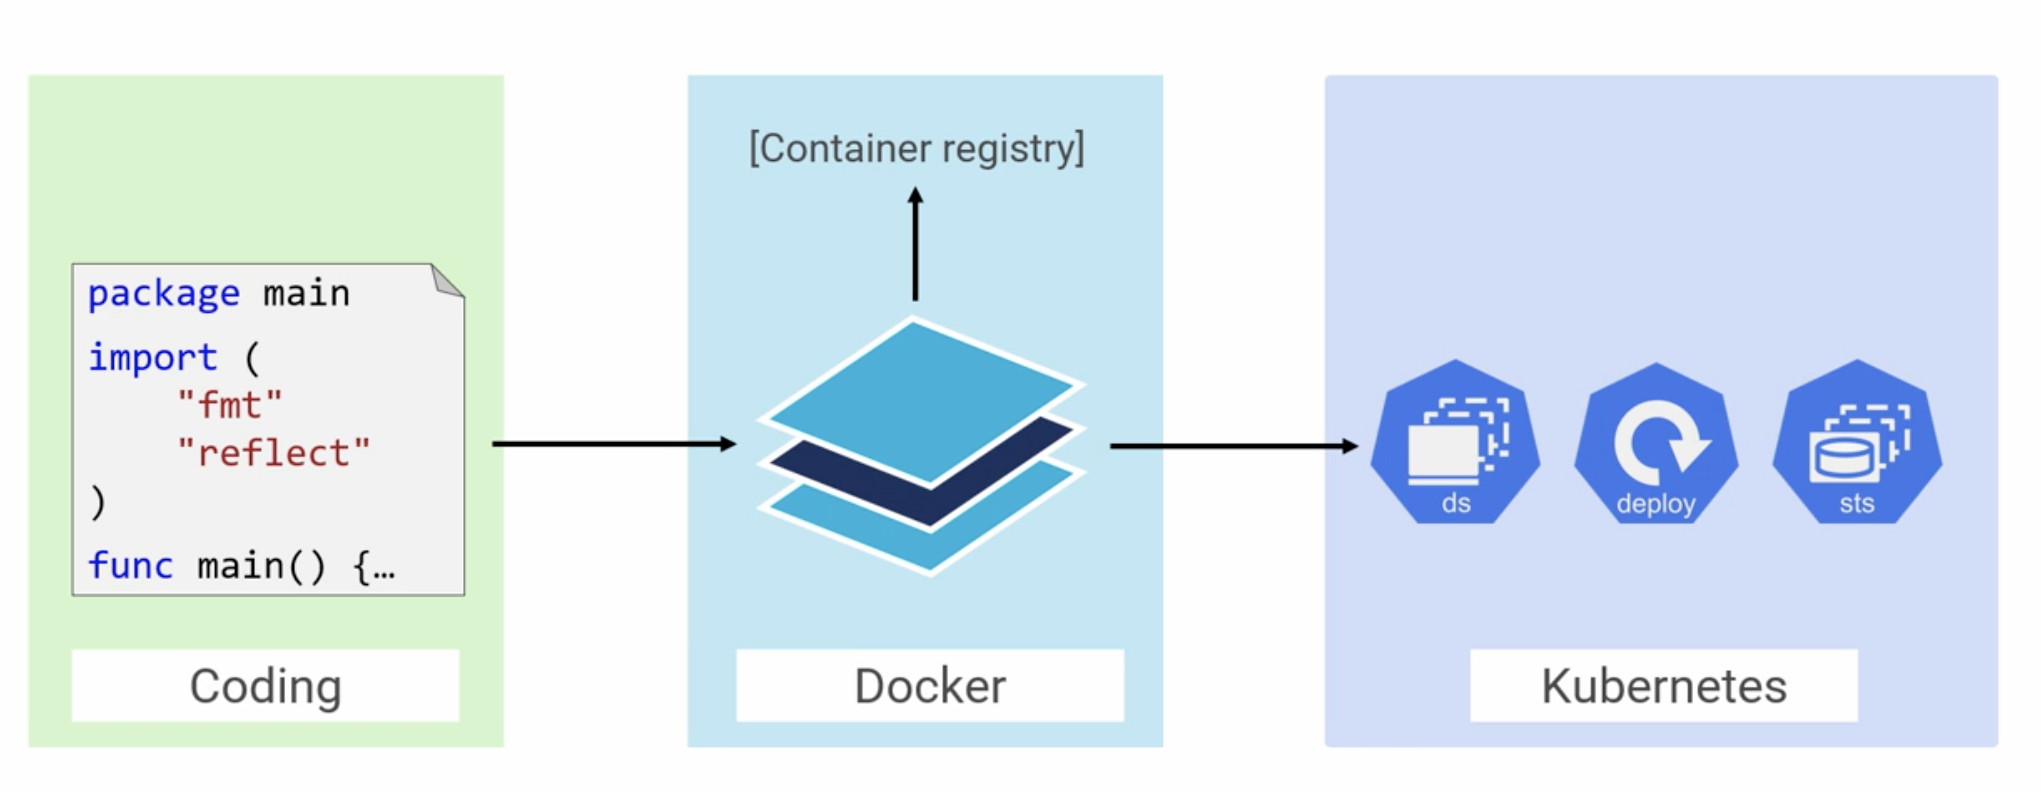 package main
import (
"fmt"
"reflect"
)
func main() {…
Coding
[Container registry]
Docker
ds
deploy
sts
Kubernetes